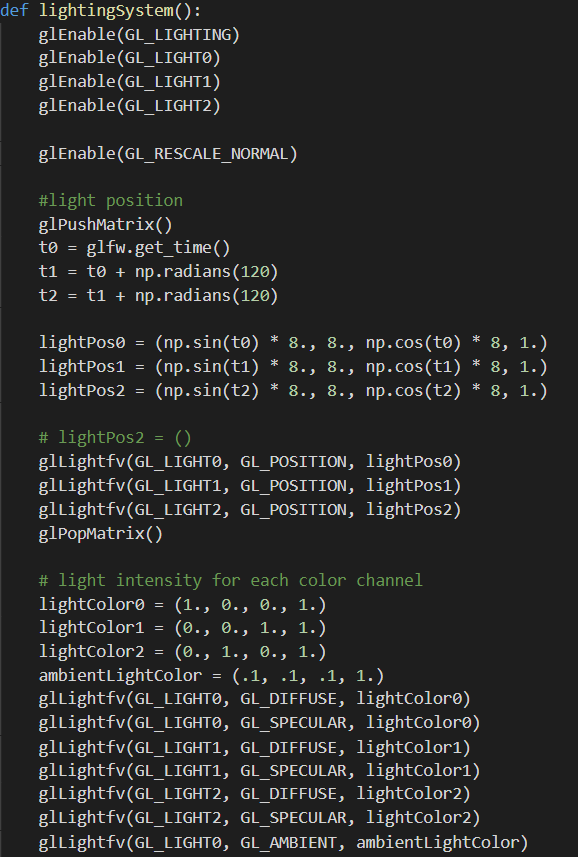 def lightingSystem():
    glEnable(GL_LIGHTING)
    glEnable(GL_LIGHT0)
    glEnable(GL_LIGHT1)
    glEnable(GL_LIGHT2)

    glEnable(GL_RESCALE_NORMAL)

    #light position
    glPushMatrix()
    t0 = glfw.get_time()
    t1 = t0 + np.radians(120)
    t2 = t1 + np.radians(120)

    lightPos0 = (np.sin(t0) * 8., 8., np.cos(t0) * 8, 1.)
    lightPos1 = (np.sin(t1) * 8., 8., np.cos(t1) * 8, 1.)
    lightPos2 = (np.sin(t2) * 8., 8., np.cos(t2) * 8, 1.)

    # lightPos2 = ()
    glLightfv(GL_LIGHT0, GL_POSITION, lightPos0)
    glLightfv(GL_LIGHT1, GL_POSITION, lightPos1)
    glLightfv(GL_LIGHT2, GL_POSITION, lightPos2)
    glPopMatrix()

    # light intensity for each color channel
    lightColor0 = (1., 0., 0., 1.)
    lightColor1 = (0., 0., 1., 1.)
    lightColor2 = (0., 1., 0., 1.)
    ambientLightColor = (.1, .1, .1, 1.)
    glLightfv(GL_LIGHT0, GL_DIFFUSE, lightColor0)
    glLightfv(GL_LIGHT0, GL_SPECULAR, lightColor0)
    glLightfv(GL_LIGHT1, GL_DIFFUSE, lightColor1)
    glLightfv(GL_LIGHT1, GL_SPECULAR, lightColor1)
    glLightfv(GL_LIGHT2, GL_DIFFUSE, lightColor2)
    glLightfv(GL_LIGHT2, GL_SPECULAR, lightColor2)
    glLightfv(GL_LIGHT0, GL_AMBIENT, ambientLightColor)